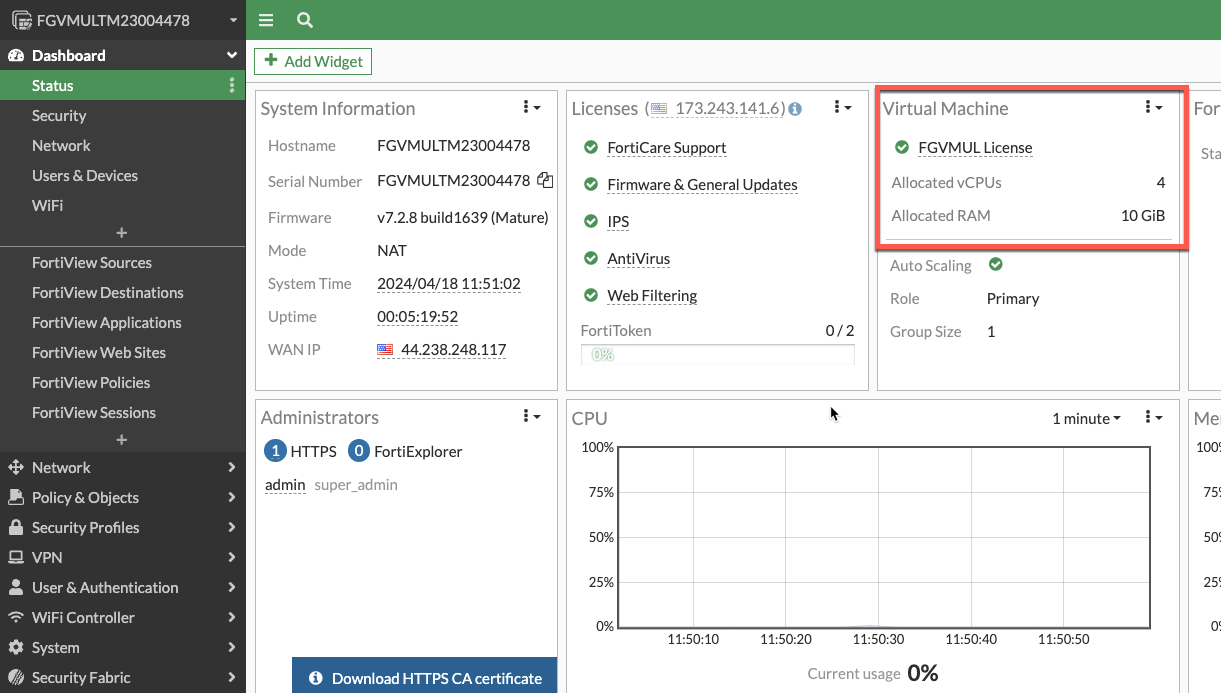 FGVMULTM23004478
Dashboard
Status
Security
Network
Users & Devices
WiFi
+
FortiView Sources
FortiView Destinations
FortiView Applications
FortiView Web Sites
FortiView Policies
FortiView Sessions
+
Network
Policy & Objects
Security Profiles
VPN
User & Authentication
WiFi Controller
System
Security Fabric
+ Add Widget
System Information
Hostname FGVMULTM23004478
Serial Number FGVMULTM23004478
Firmware v7.2.8 build1639 (Mature)
Mode NAT
System Time 2024/04/18 11:51:02
Uptime 00:05:19:52
WAN IP 44.238.248.117
Licenses (173.243.141.6)
FortiCare Support
Firmware & General Updates
IPS
AntiVirus
Web Filtering
FortiToken 0 / 2
0%
Virtual Machine
FGVMUL License
Allocated vCPUs 4
Allocated RAM 10 GiB
Auto Scaling
Role Primary
Group Size 1
For
Sta
Administrators
1 HTTPS 0 FortiExplorer
admin super_admin
Download HTTPS CA certificate
CPU 1 minute
100%
75%
50%
25%
0%
11:50:10 11:50:20 11:50:30 11:50:40 11:50:50
Current usage 0%
Me
100%
75%
50%
25%
0%